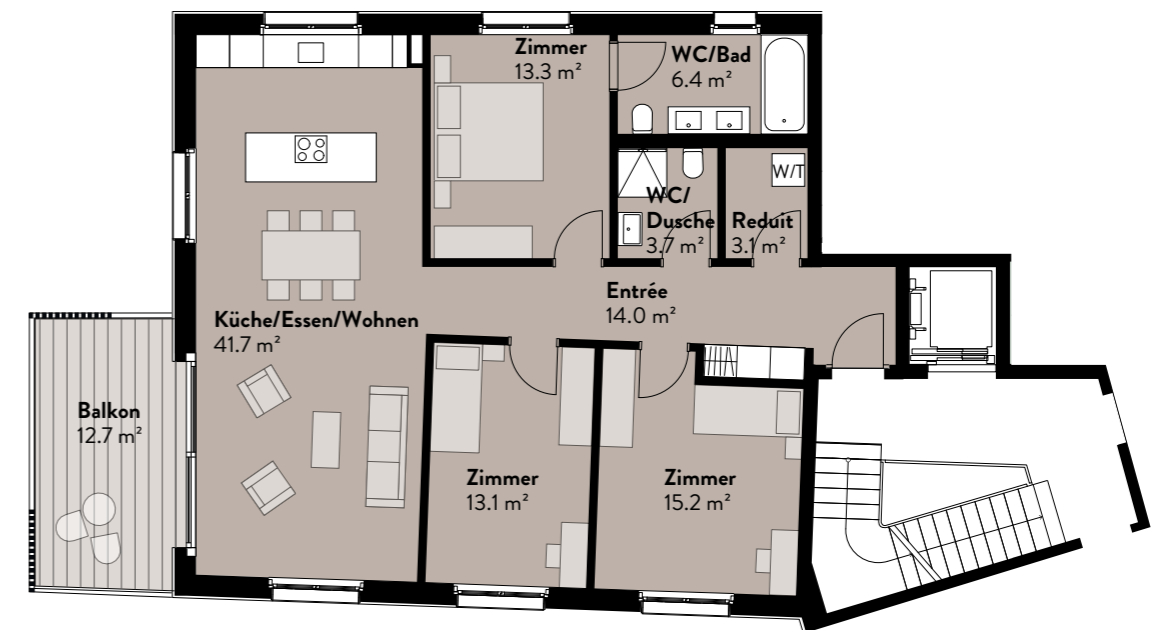 Zimmer
13.3 m²
WC/Bad
6.4 m²
W/T
WC/
Dusche
3.7 m²
Reduit
3.1 m²
Entrée
14.0 m²
Küche/Essen/Wohnen
41.7 m²
Balkon
12.7 m²
Zimmer
13.1 m²
Zimmer
15.2 m²